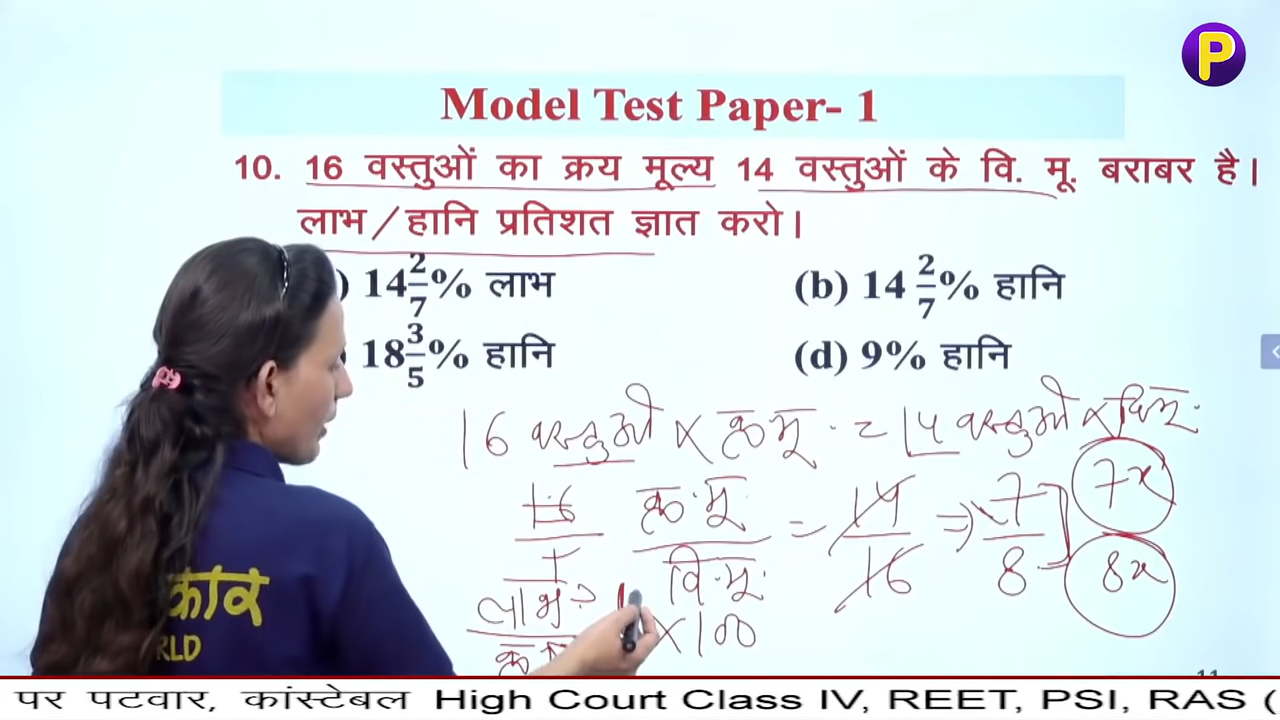 P
Model Test Paper- 1
10. 16 वस्तुओं का क्रय मूल्य 14 वस्तुओं के वि. मू. बराबर है।
लाभ/हानि प्रतिशत ज्ञात करो।
) 14 2/7% लाभ
(b) 14 2/7% हानि
18 3/5% हानि
(d) 9% हानि
16 वस्तुओ × क्र.मू. = 14 वस्तुओ × वि.मू.
16/1 क्र.मू./वि.मू. = 14/16 ⇒ 7/8 7x 8x
लाभ × 100
कार
RLD
पर पटवार, कांस्टेबल High Court Class IV, REET, PSI, RAS (